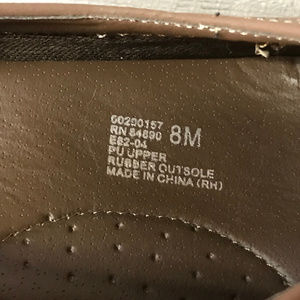 00290157
RN 54890 8M
E82-04
PU UPPER
RUBBER OUTSOLE
MADE IN CHINA (RH)